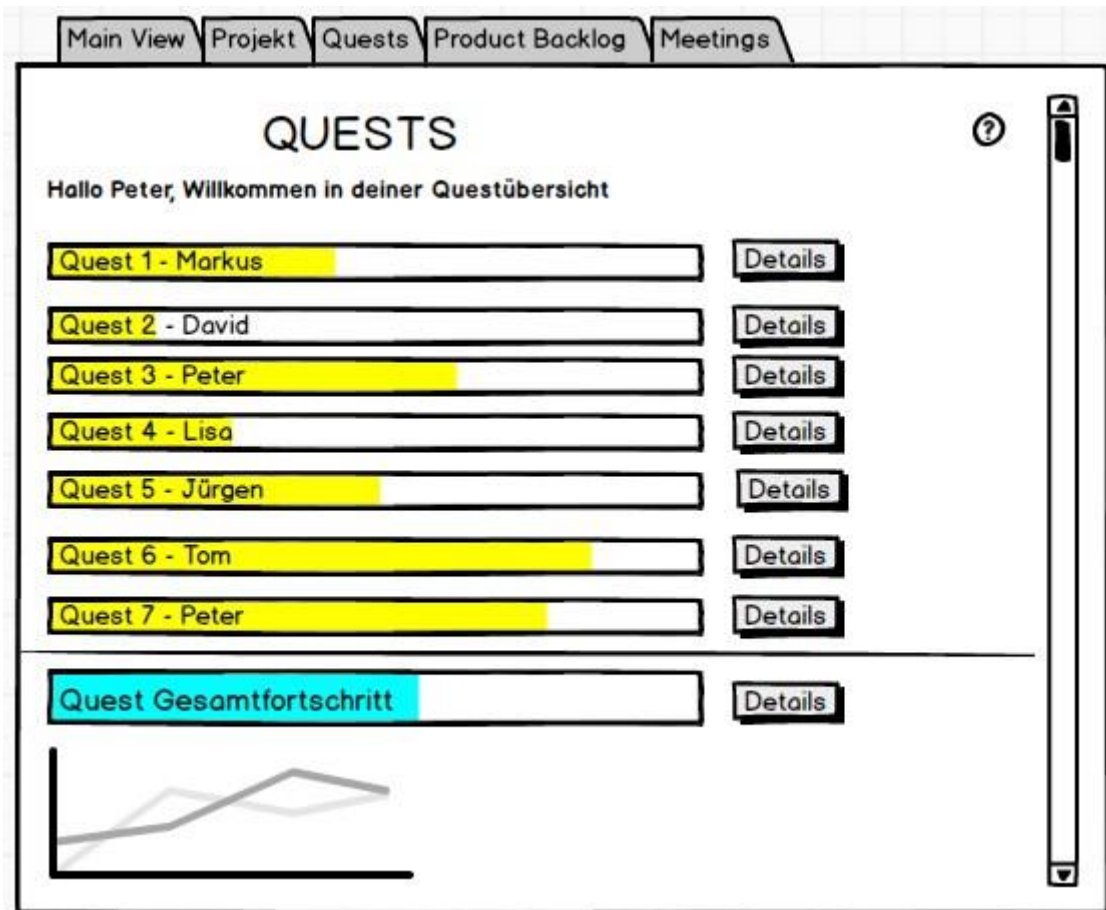 Main View Projekt Quests Product Backlog Meetings
QUESTS
?
Hallo Peter, Willkommen in deiner Questübersicht
Quest 1 - Markus Details
Quest 2 - David Details
Quest 3 - Peter Details
Quest 4 - Lisa Details
Quest 5 - Jürgen Details
Quest 6 - Tom Details
Quest 7 - Peter Details
Quest Gesamtfortschritt Details